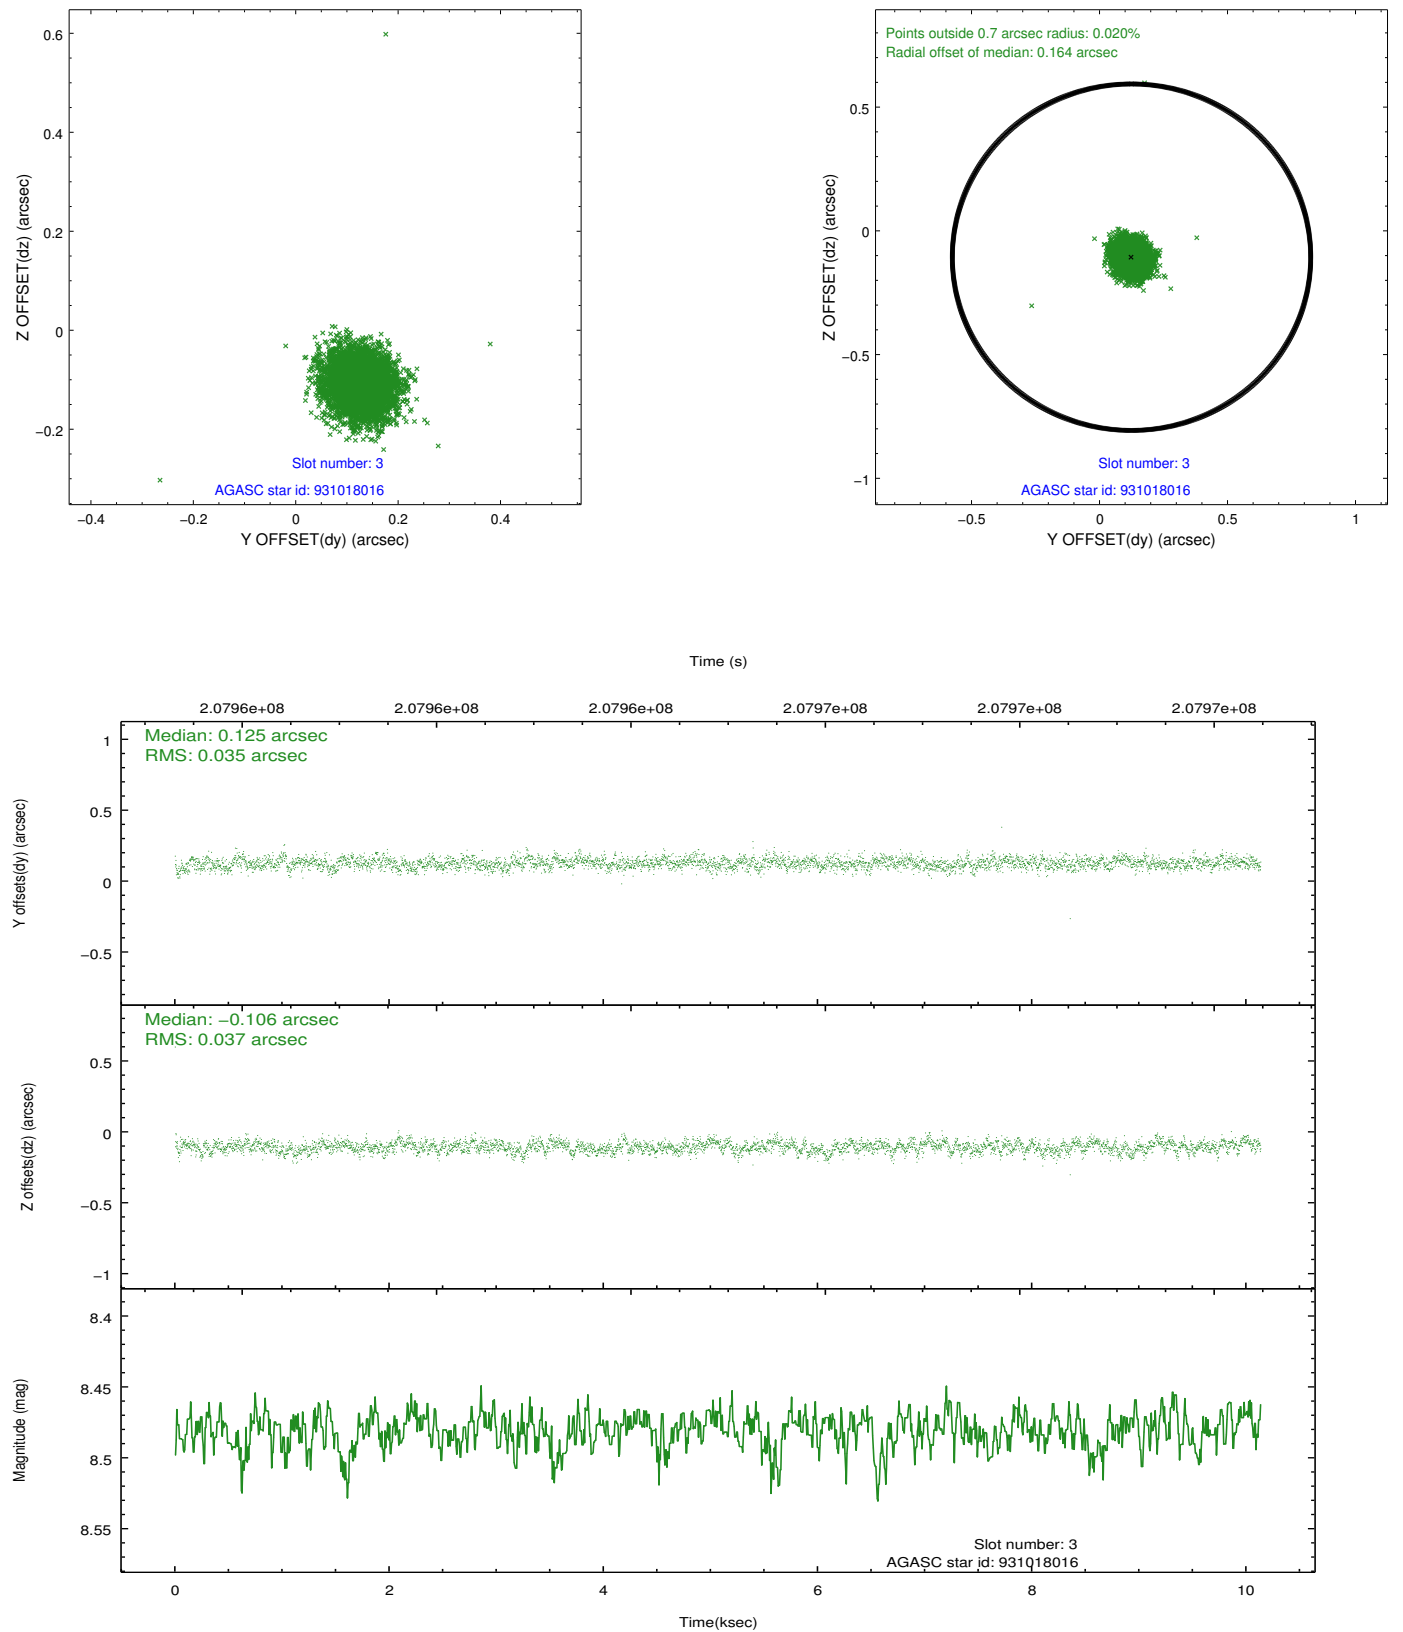 0.6
0.4
0.2
0
−0.2
Z OFFSET(dz) (arcsec)
Slot number: 3
AGASC star id: 931018016
−0.4
−0.2
0
0.2
0.4
Y OFFSET(dy) (arcsec)
Points outside 0.7 arcsec radius: 0.020%
Radial offset of median: 0.164 arcsec
0.5
0
−0.5
−1
Z OFFSET(dz) (arcsec)
Slot number: 3
AGASC star id: 931018016
−0.5
0
0.5
1
Y OFFSET(dy) (arcsec)
Time (s)
2.0796e+08
2.0796e+08
2.0796e+08
2.0797e+08
2.0797e+08
2.0797e+08
Median: 0.125 arcsec
RMS: 0.035 arcsec
1
0.5
0
−0.5
Y offsets(dy) (arcsec)
Median: −0.106 arcsec
RMS: 0.037 arcsec
0.5
0
−0.5
−1
Z offsets(dz) (arcsec)
8.4
8.45
8.5
8.55
Magnitude (mag)
Slot number: 3
AGASC star id: 931018016
0
2
4
6
8
10
Time(ksec)